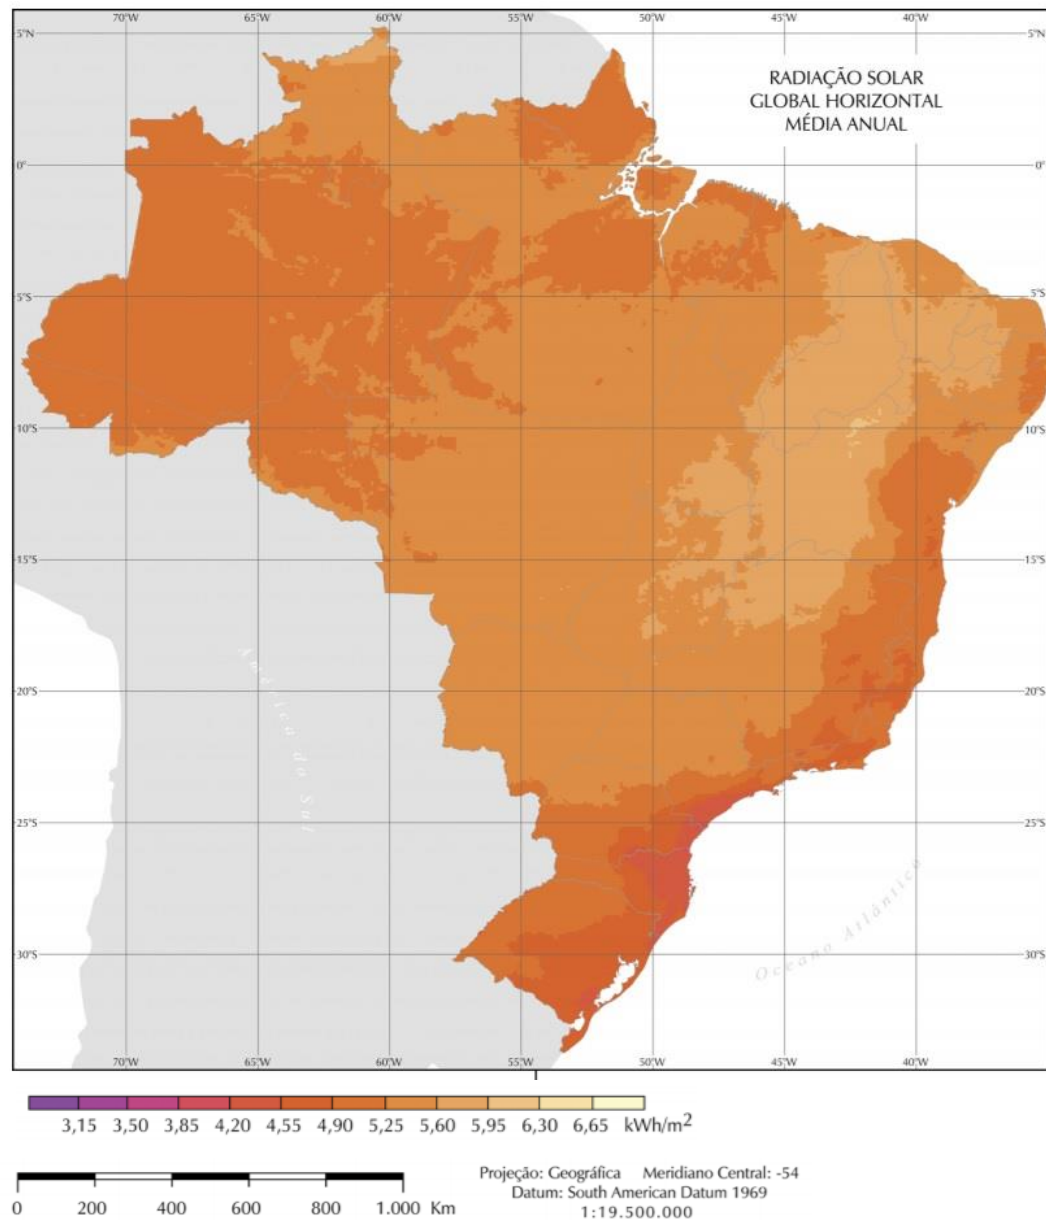 70°W 65°W 60°W 55°W 50°W 45°W 40°W
5°N 5°N
RADIAÇÃO SOLAR
GLOBAL HORIZONTAL
MÉDIA ANUAL
0° 0°
5°S 5°S
10°S 10°S
15°S 15°S
América do Sul
20°S 20°S
25°S 25°S
Oceano Atlântico
30°S 30°S
70°W 65°W 60°W 55°W 50°W 45°W 40°W
3,15 3,50 3,85 4,20 4,55 4,90 5,25 5,60 5,95 6,30 6,65 kWh/m²
0 200 400 600 800 1.000 Km
Projeção: Geográfica Meridiano Central: -54
Datum: South American Datum 1969
1:19.500.000